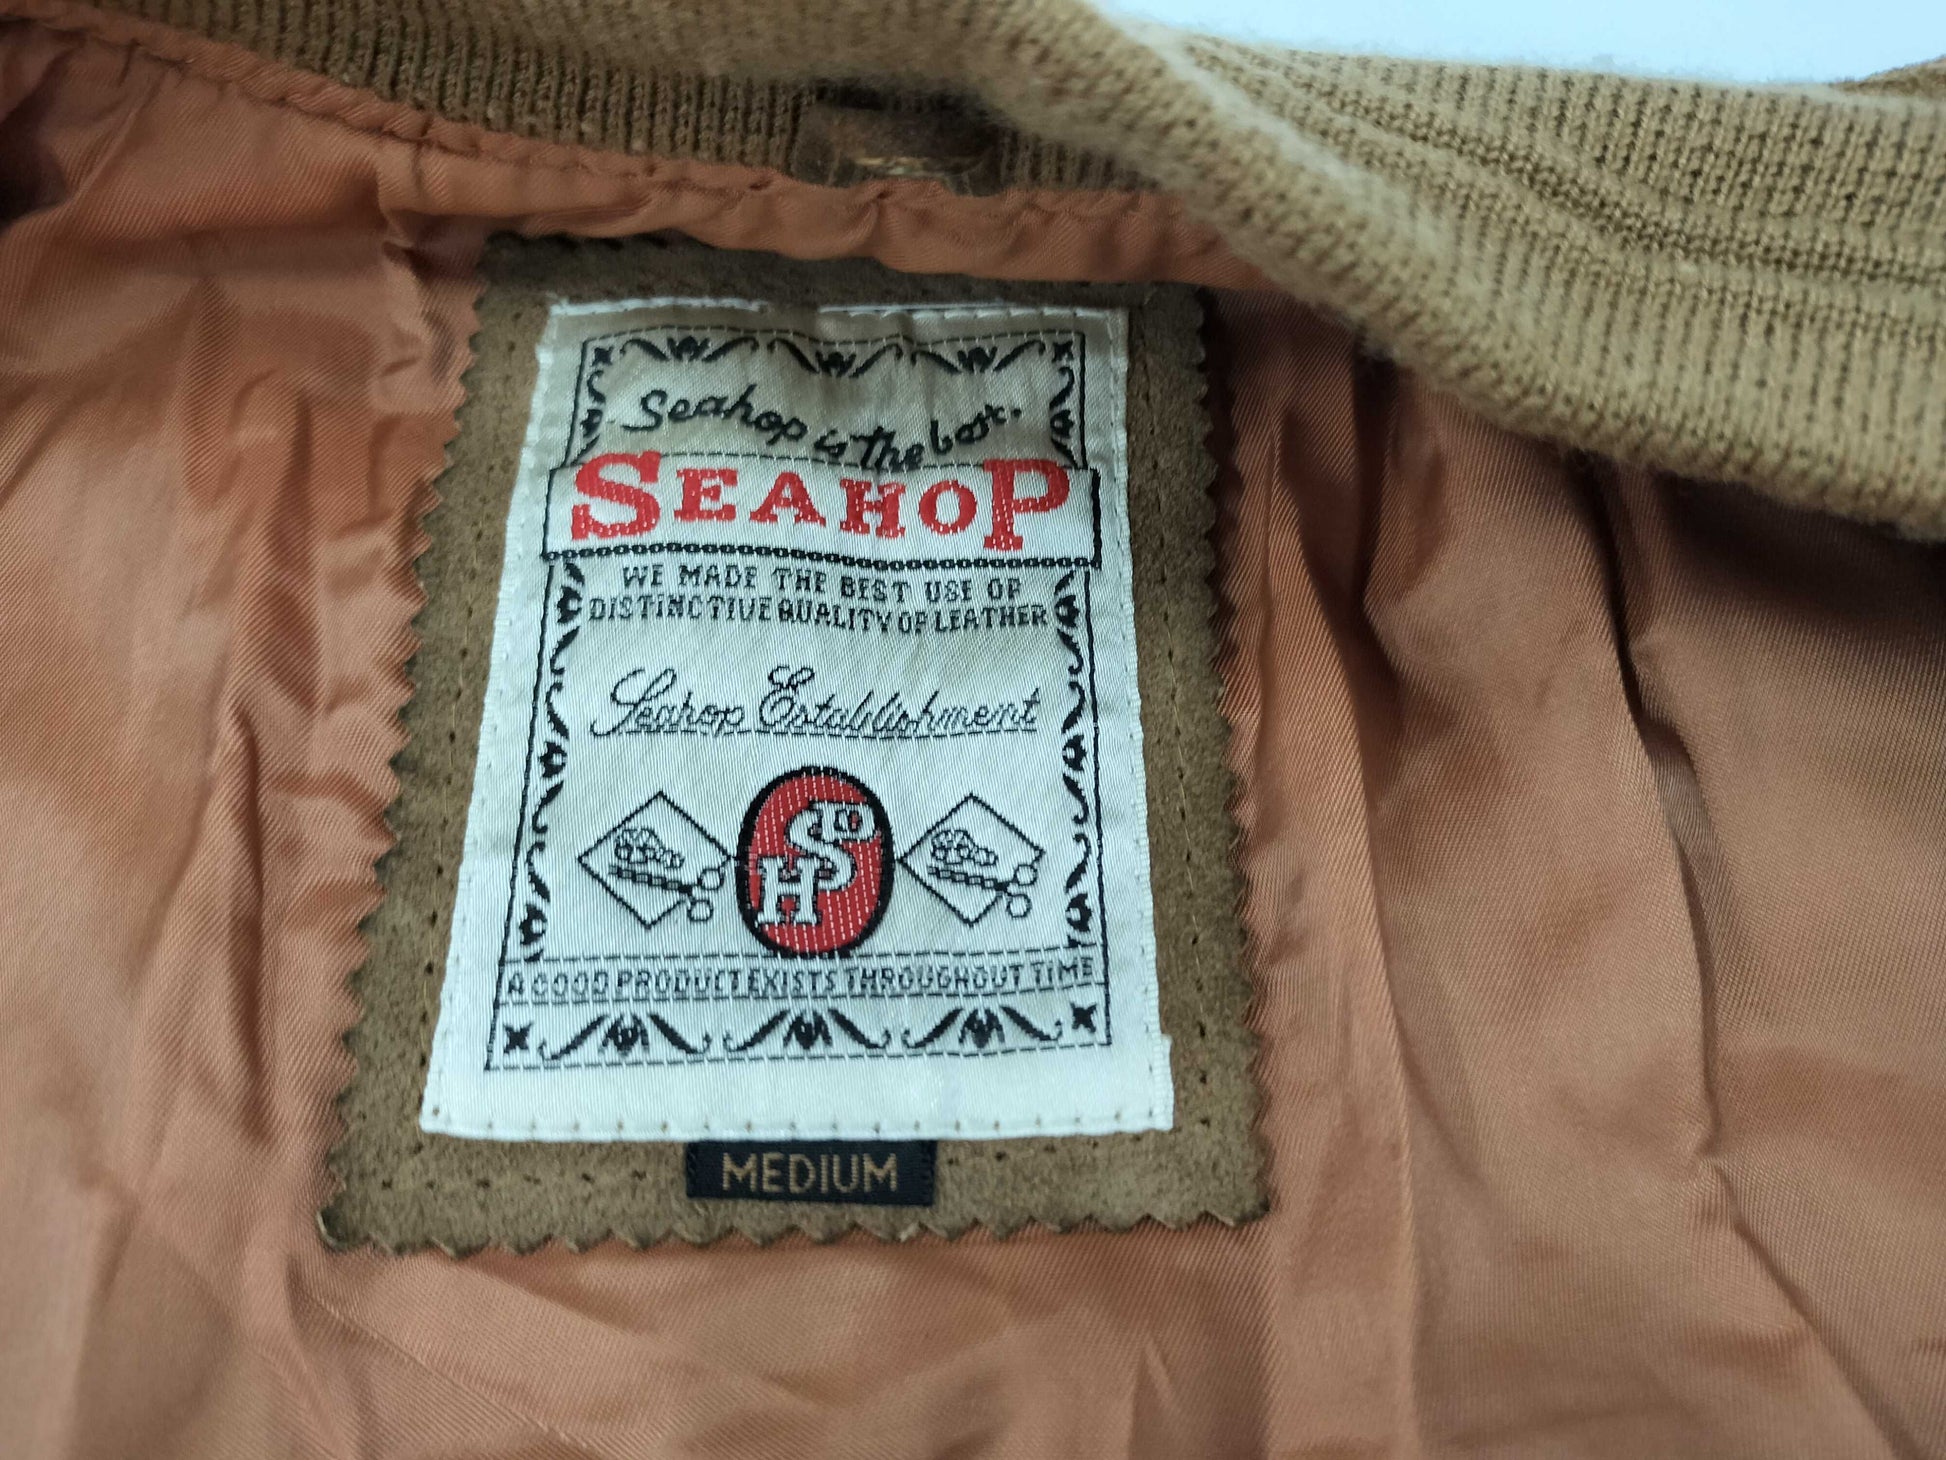 Seahop is the best.
SEAHOP
WE MADE THE BEST USE OF
DISTINCTIVE QUALITY OF LEATHER
Seahop Establishment
HSP
A GOOD PRODUCT EXISTS THROUGHOUT TIME
MEDIUM